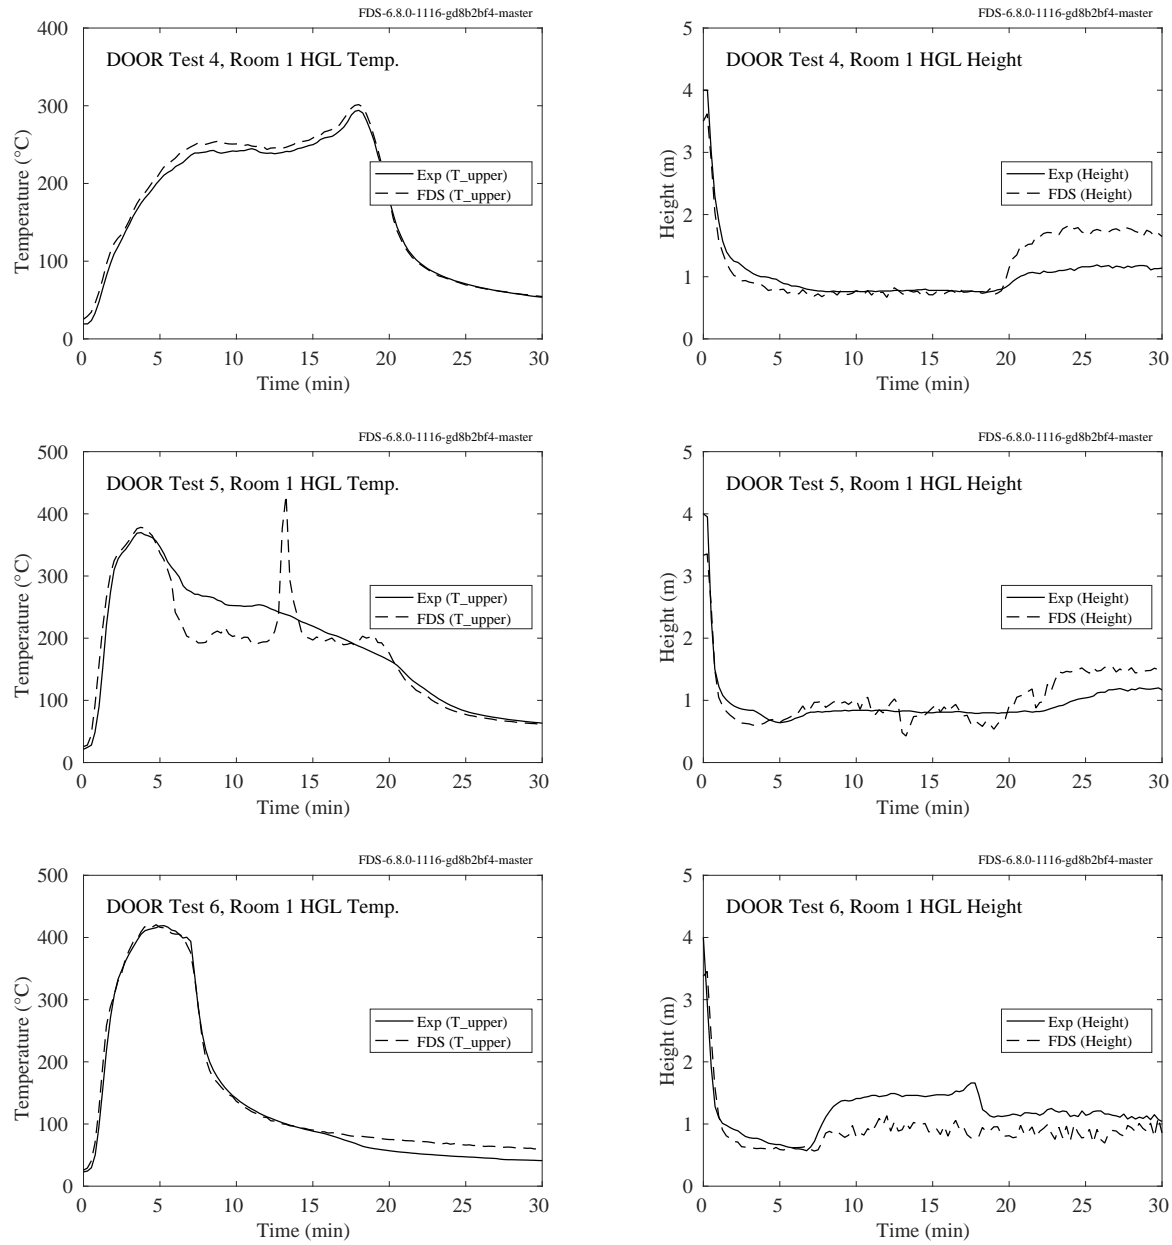 FDS-6.8.0-1116-gd8b2bf4-master
DOOR Test 4, Room 1 HGL Temp.
Temperature (°C)
400
300
200
100
0
Exp (T_upper)
FDS (T_upper)
0 5 10 15 20 25 30
Time (min)
FDS-6.8.0-1116-gd8b2bf4-master
DOOR Test 4, Room 1 HGL Height
Height (m)
5
4
3
2
1
0
Exp (Height)
FDS (Height)
0 5 10 15 20 25 30
Time (min)
FDS-6.8.0-1116-gd8b2bf4-master
DOOR Test 5, Room 1 HGL Temp.
Temperature (°C)
500
400
300
200
100
0
Exp (T_upper)
FDS (T_upper)
0 5 10 15 20 25 30
Time (min)
FDS-6.8.0-1116-gd8b2bf4-master
DOOR Test 5, Room 1 HGL Height
Height (m)
5
4
3
2
1
0
Exp (Height)
FDS (Height)
0 5 10 15 20 25 30
Time (min)
FDS-6.8.0-1116-gd8b2bf4-master
DOOR Test 6, Room 1 HGL Temp.
Temperature (°C)
500
400
300
200
100
0
Exp (T_upper)
FDS (T_upper)
0 5 10 15 20 25 30
Time (min)
FDS-6.8.0-1116-gd8b2bf4-master
DOOR Test 6, Room 1 HGL Height
Height (m)
5
4
3
2
1
0
Exp (Height)
FDS (Height)
0 5 10 15 20 25 30
Time (min)